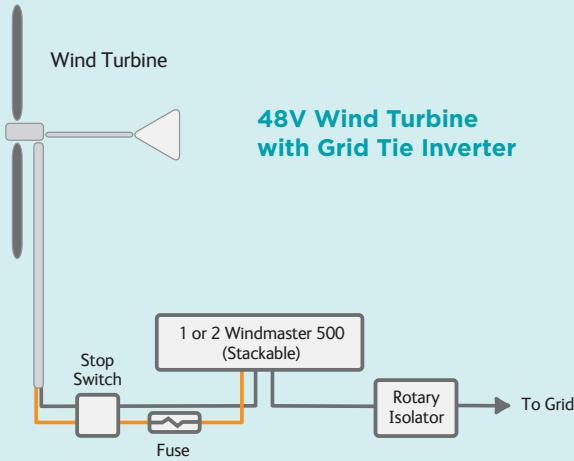 Wind Turbine
48V Wind Turbine
with Grid Tie Inverter
1 or 2 Windmaster 500
(Stackable)
Stop
Switch
Fuse
Rotary
Isolator
To Grid